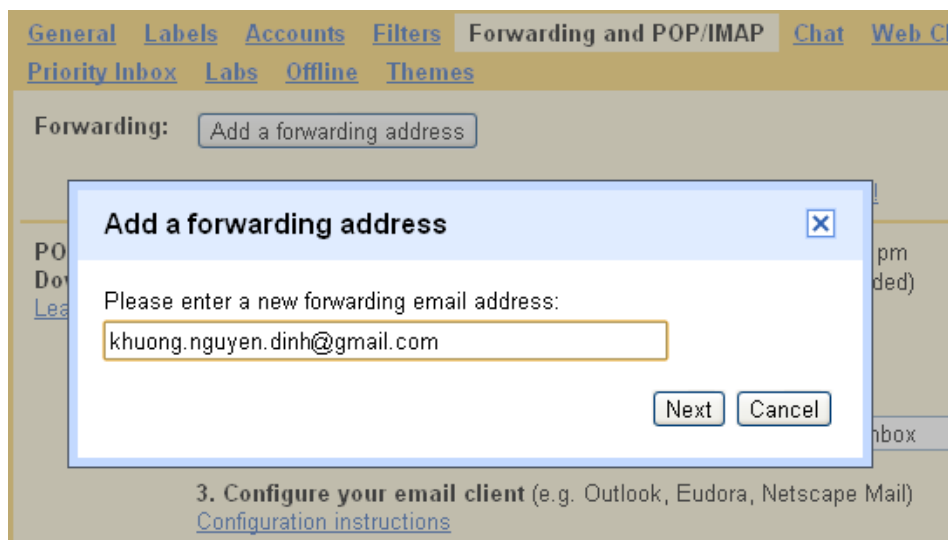 General Labels Accounts Filters Forwarding and POP/IMAP Chat Web
Priority Inbox Labs Offline Themes
Forwarding: Add a forwarding address
Add a forwarding address
pm
Please enter a new forwarding email address:
khuong.nguyen.dinh@gmail.com
Next Cancel
3. Configure your email client (e.g. Outlook, Eudora, Netscape Mail)
Configuration instructions